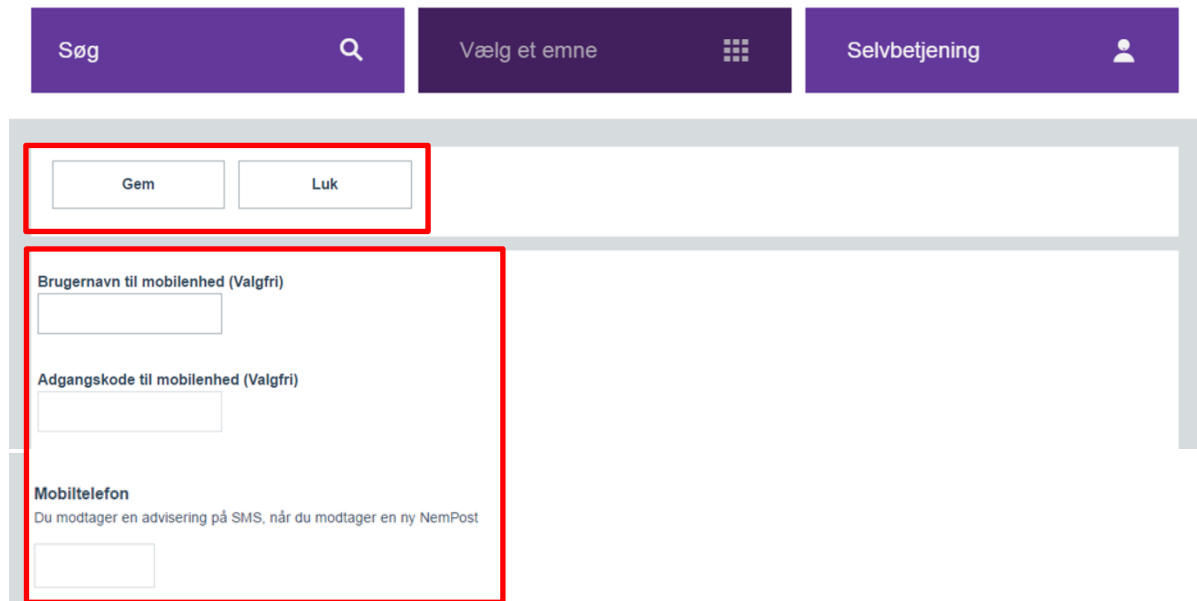 Søg
Vælg et emne
Selvbetjening
Gem
Luk
Brugernavn til mobilenhed (Valgfri)
Adgangskode til mobilenhed (Valgfri)
Mobiltelefon
Du modtager en advisering på SMS, når du modtager en ny NemPost